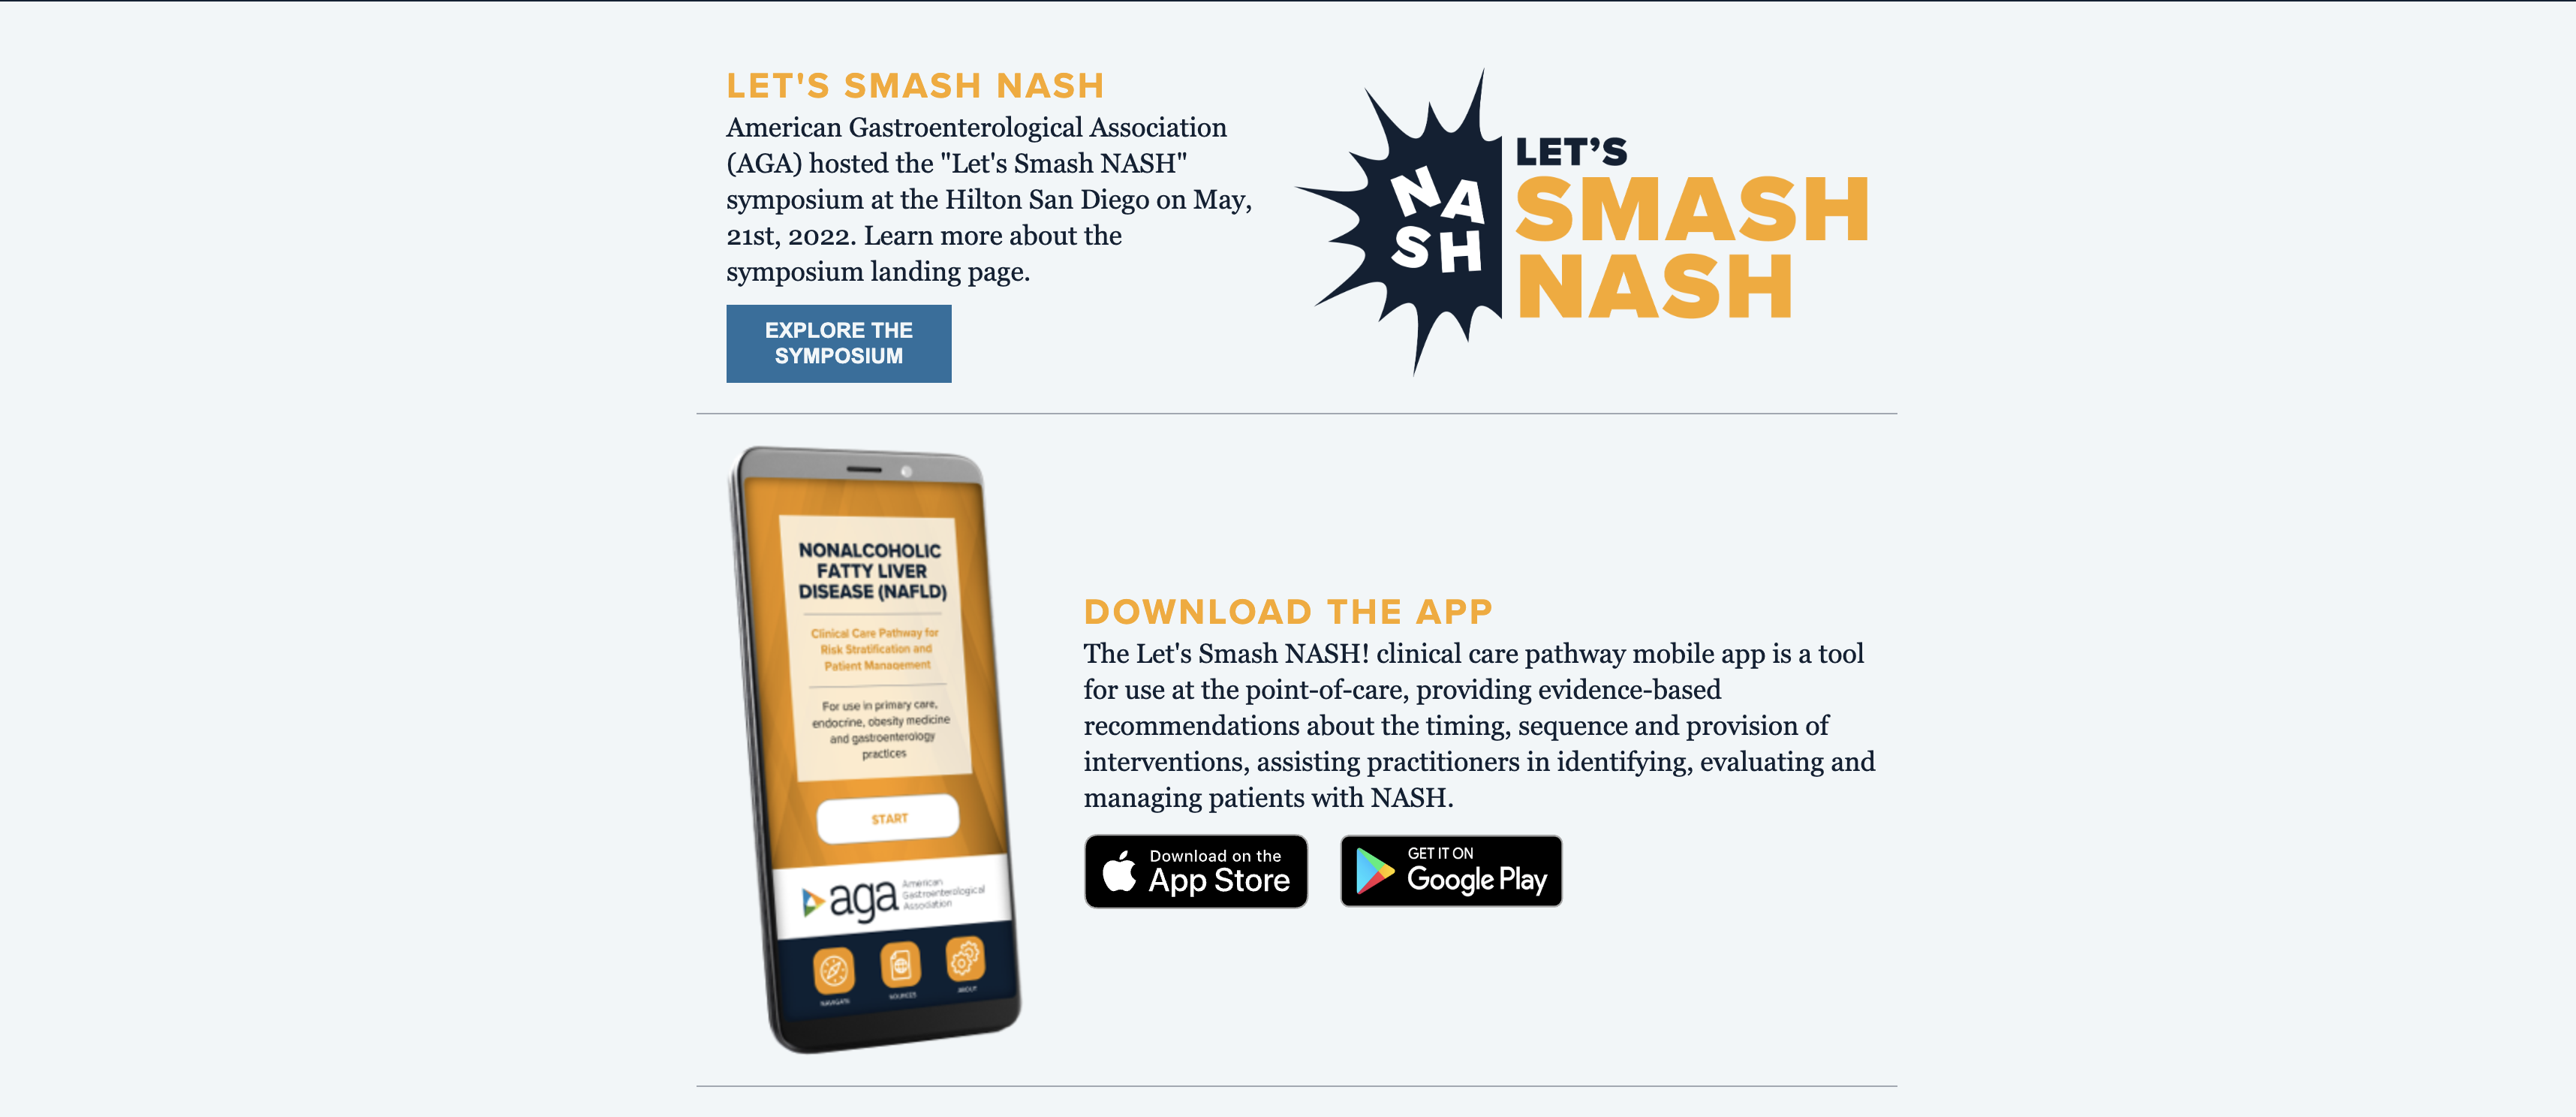 LET'S SMASH NASH
American Gastroenterological Association
(AGA) hosted the "Let's Smash NASH"
symposium at the Hilton San Diego on May,
21st, 2022. Learn more about the
symposium landing page.
EXPLORE THE
SYMPOSIUM
NA
SH
LET'S
SMASH
NASH
NONALCOHOLIC
FATTY LIVER
DISEASE (NAFLD)
Clinical Care Pathway for
Risk Stratification and
Patient Management
For use in primary care,
endocrine, obesity medicine
and gastroenterology
practices
START
aga
American
Gastroenterological
Association
NAVIGATE
SOURCES
ABOUT
DOWNLOAD THE APP
The Let's Smash NASH! clinical care pathway mobile app is a tool
for use at the point-of-care, providing evidence-based
recommendations about the timing, sequence and provision of
interventions, assisting practitioners in identifying, evaluating and
managing patients with NASH.
Download on the
App Store
GET IT ON
Google Play